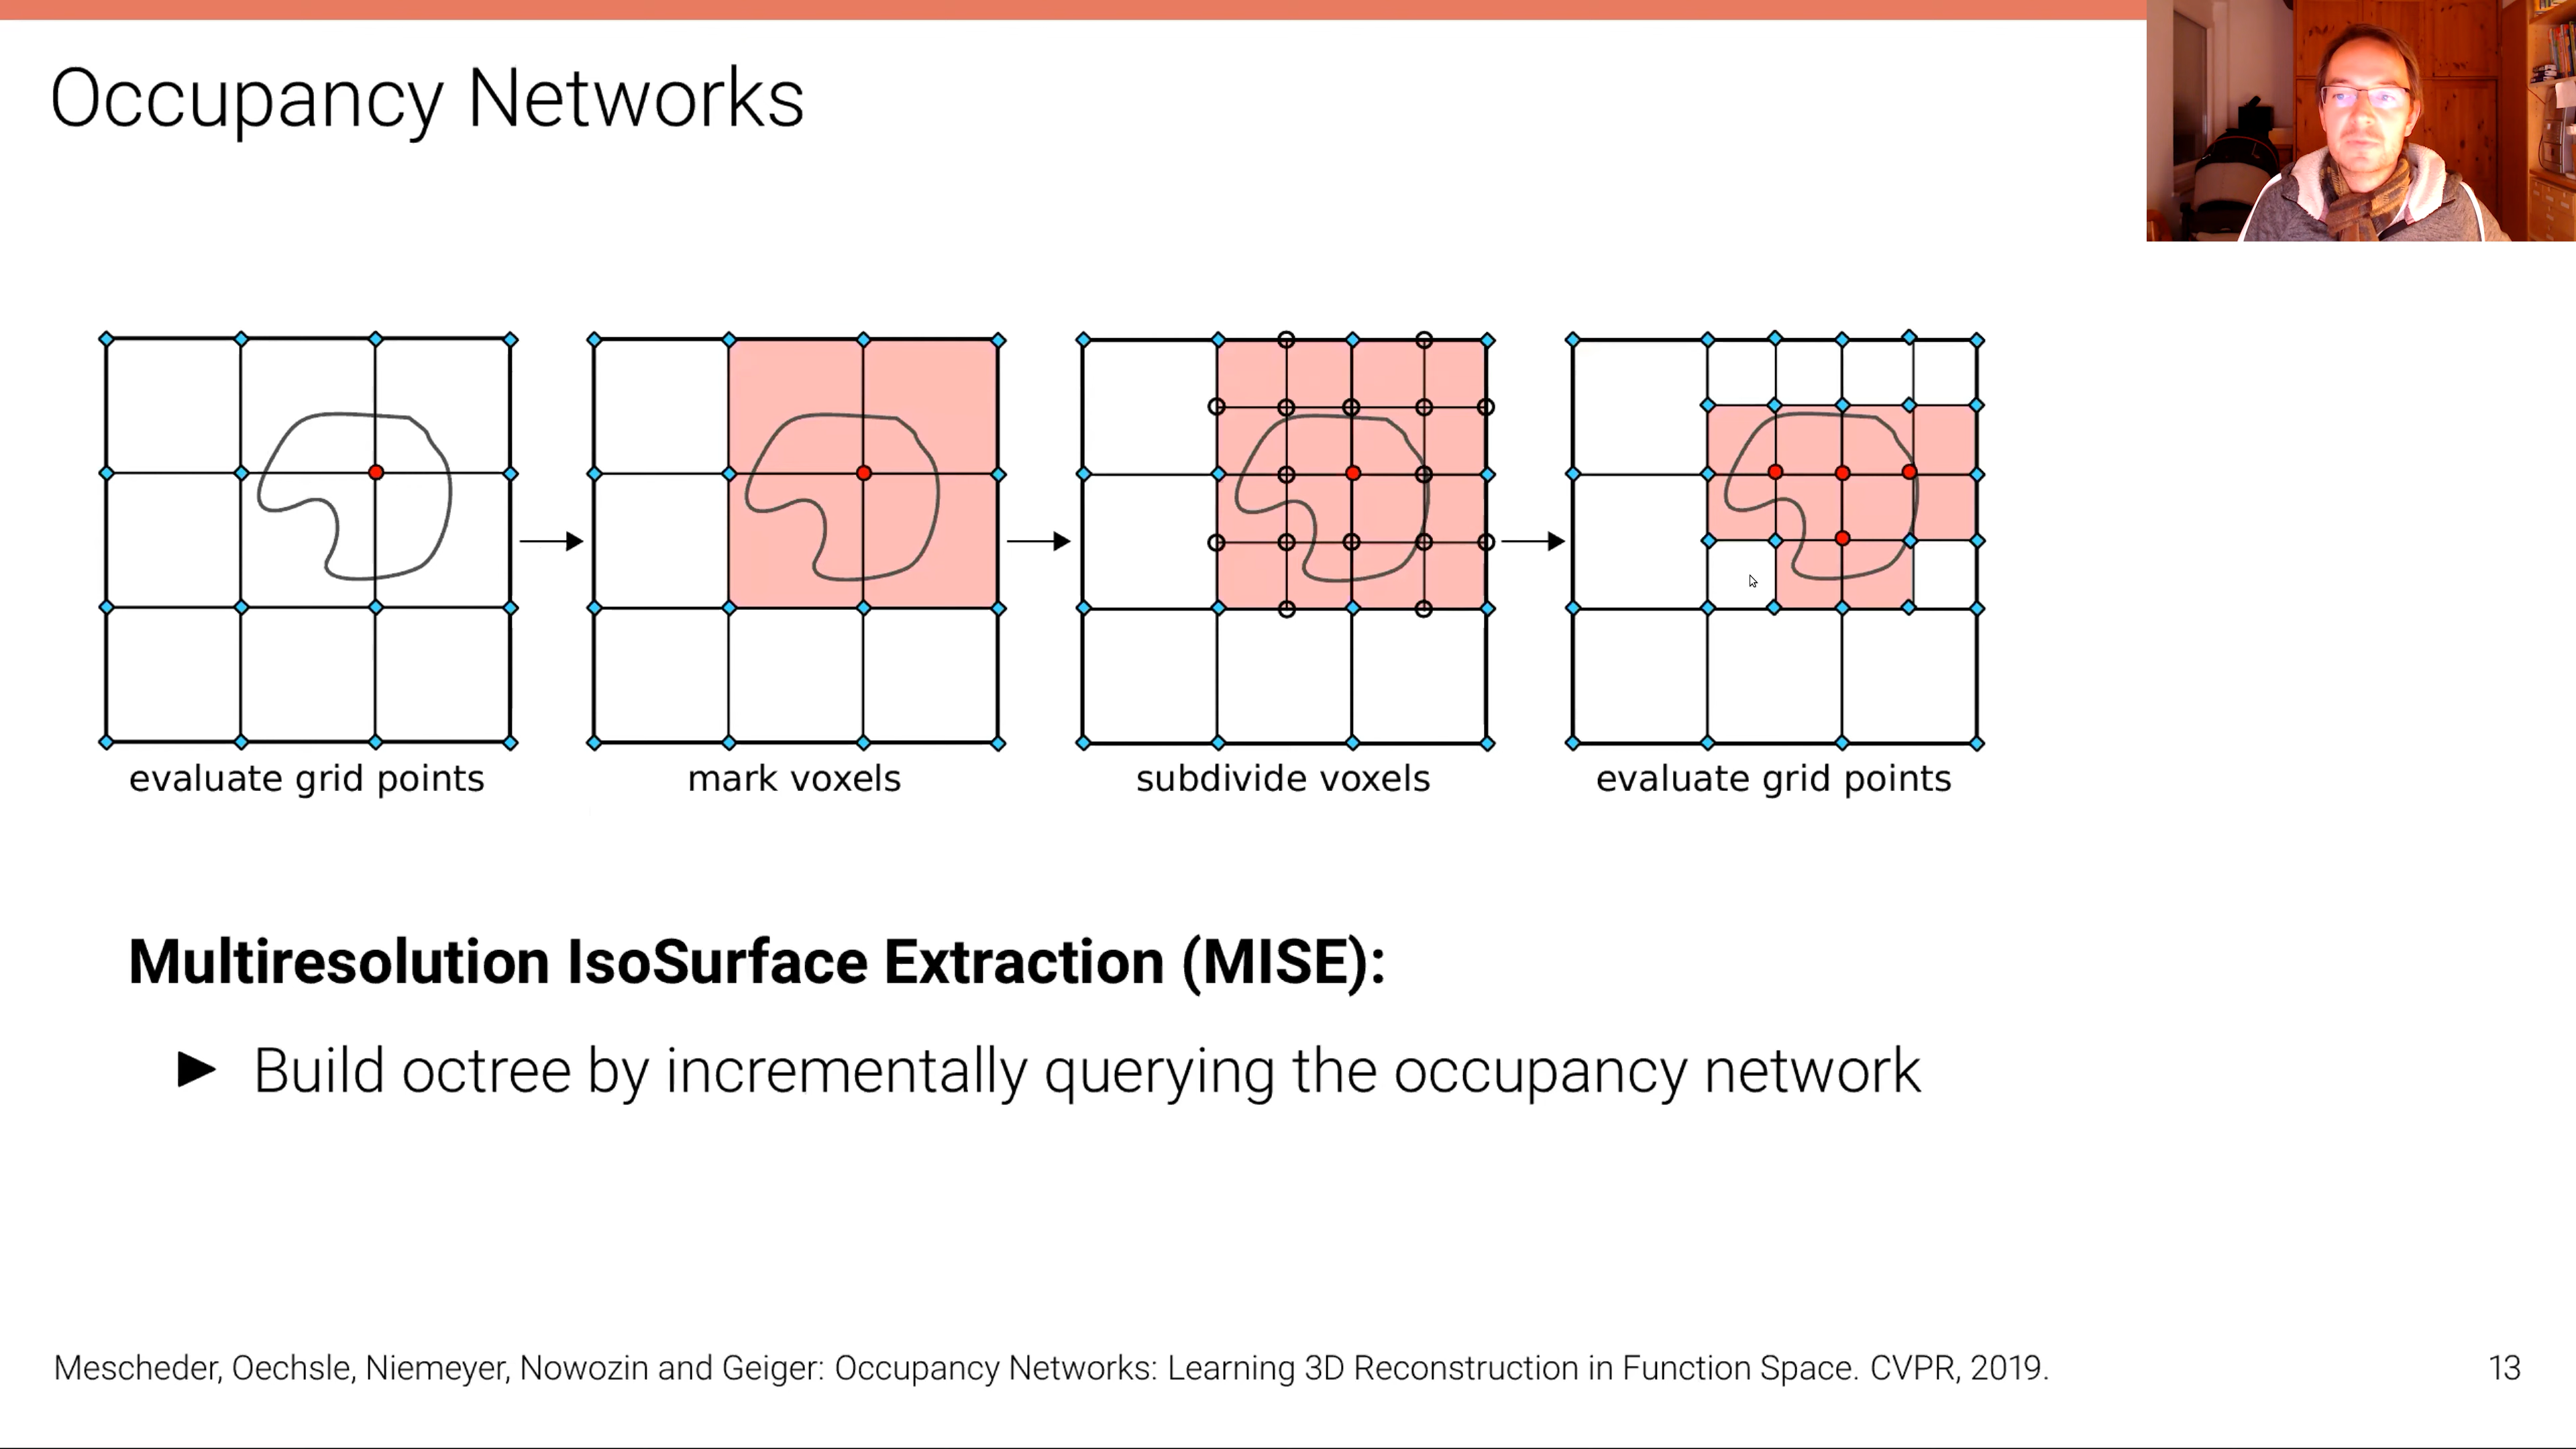 Occupancy Networks
evaluate grid points
mark voxels
subdivide voxels
evaluate grid points
Multiresolution IsoSurface Extraction (MISE):
► Build octree by incrementally querying the occupancy network
Mescheder, Oechsle, Niemeyer, Nowozin and Geiger: Occupancy Networks: Learning 3D Reconstruction in Function Space. CVPR, 2019.
13